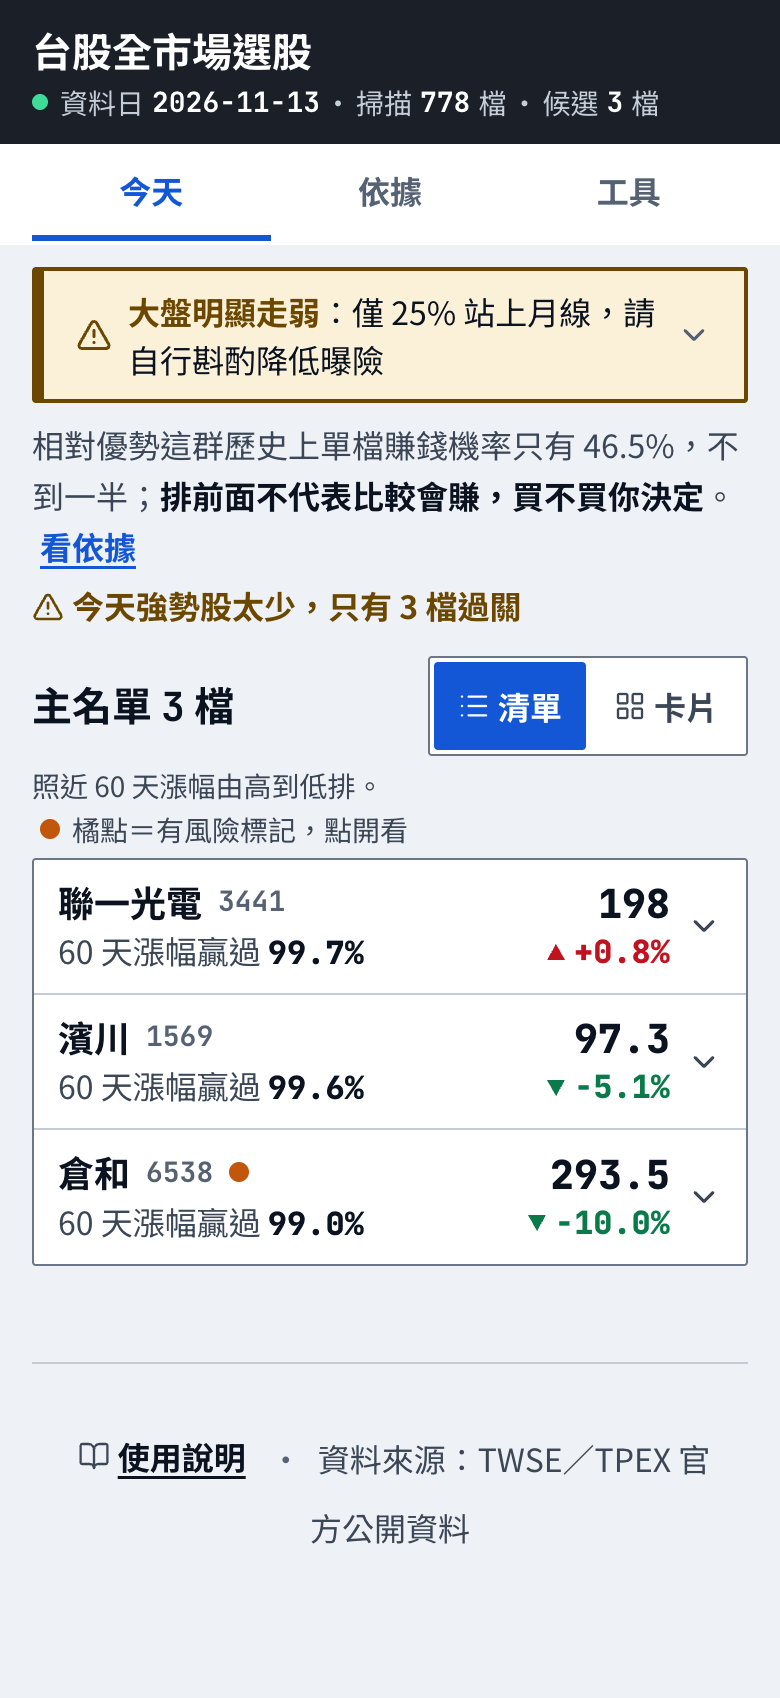 台股全市場選股
資料日 2026-11-13 · 掃描 778 檔 · 候選 3 檔
今天 依據 工具
大盤明顯走弱：僅 25% 站上月線，請
自行斟酌降低曝險
相對優勢這群歷史上單檔賺錢機率只有 46.5%，不
到一半；排前面不代表比較會賺，買不買你決定。
看依據
今天強勢股太少，只有 3 檔過關
主名單 3 檔 清單 卡片
照近 60 天漲幅由高到低排。
橘點＝有風險標記，點開看
聯一光電 3441 198
60 天漲幅贏過 99.7% ▲ +0.8%
濱川 1569 97.3
60 天漲幅贏過 99.6% ▼ -5.1%
倉和 6538 293.5
60 天漲幅贏過 99.0% ▼ -10.0%
使用說明 · 資料來源：TWSE／TPEX 官
方公開資料